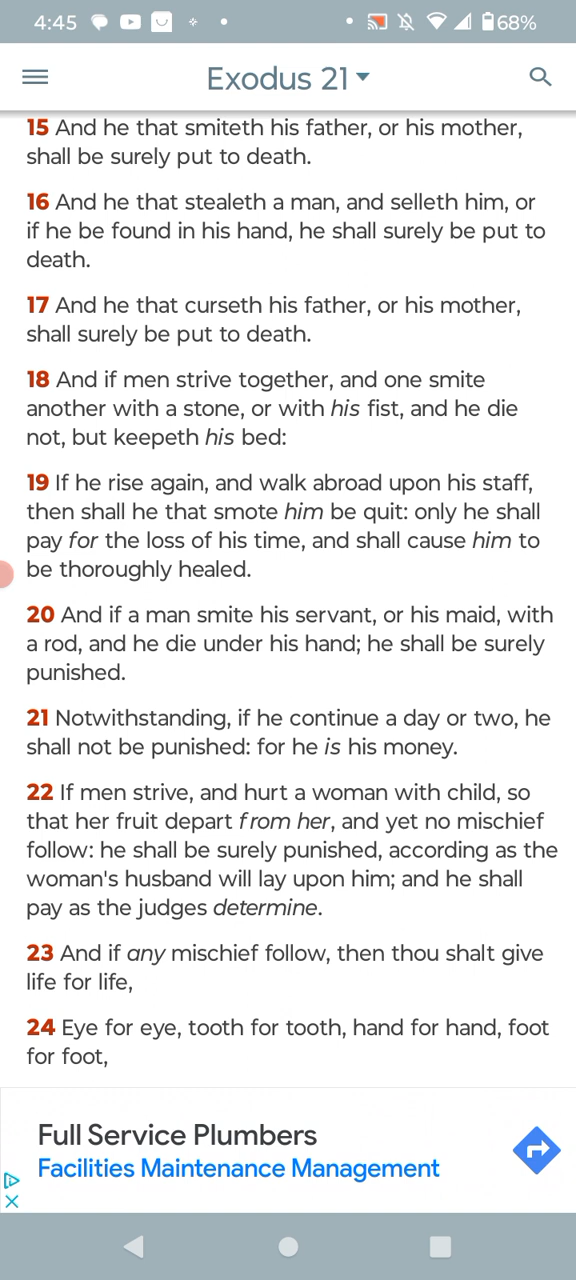 4:45
68%
Exodus 21
15 And he that smiteth his father, or his mother,
shall be surely put to death.
16 And he that stealeth a man, and selleth him, or
if he be found in his hand, he shall surely be put to
death.
17 And he that curseth his father, or his mother,
shall surely be put to death.
18 And if men strive together, and one smite
another with a stone, or with his fist, and he die
not, but keepeth his bed:
19 If he rise again, and walk abroad upon his staff,
then shall he that smote him be quit: only he shall
pay for the loss of his time, and shall cause him to
be thoroughly healed.
20 And if a man smite his servant, or his maid, with
a rod, and he die under his hand; he shall be surely
punished.
21 Notwithstanding, if he continue a day or two, he
shall not be punished: for he is his money.
22 If men strive, and hurt a woman with child, so
that her fruit depart from her, and yet no mischief
follow: he shall be surely punished, according as the
woman's husband will lay upon him; and he shall
pay as the judges determine.
23 And if any mischief follow, then thou shalt give
life for life,
24 Eye for eye, tooth for tooth, hand for hand, foot
for foot,
Full Service Plumbers
Facilities Maintenance Management